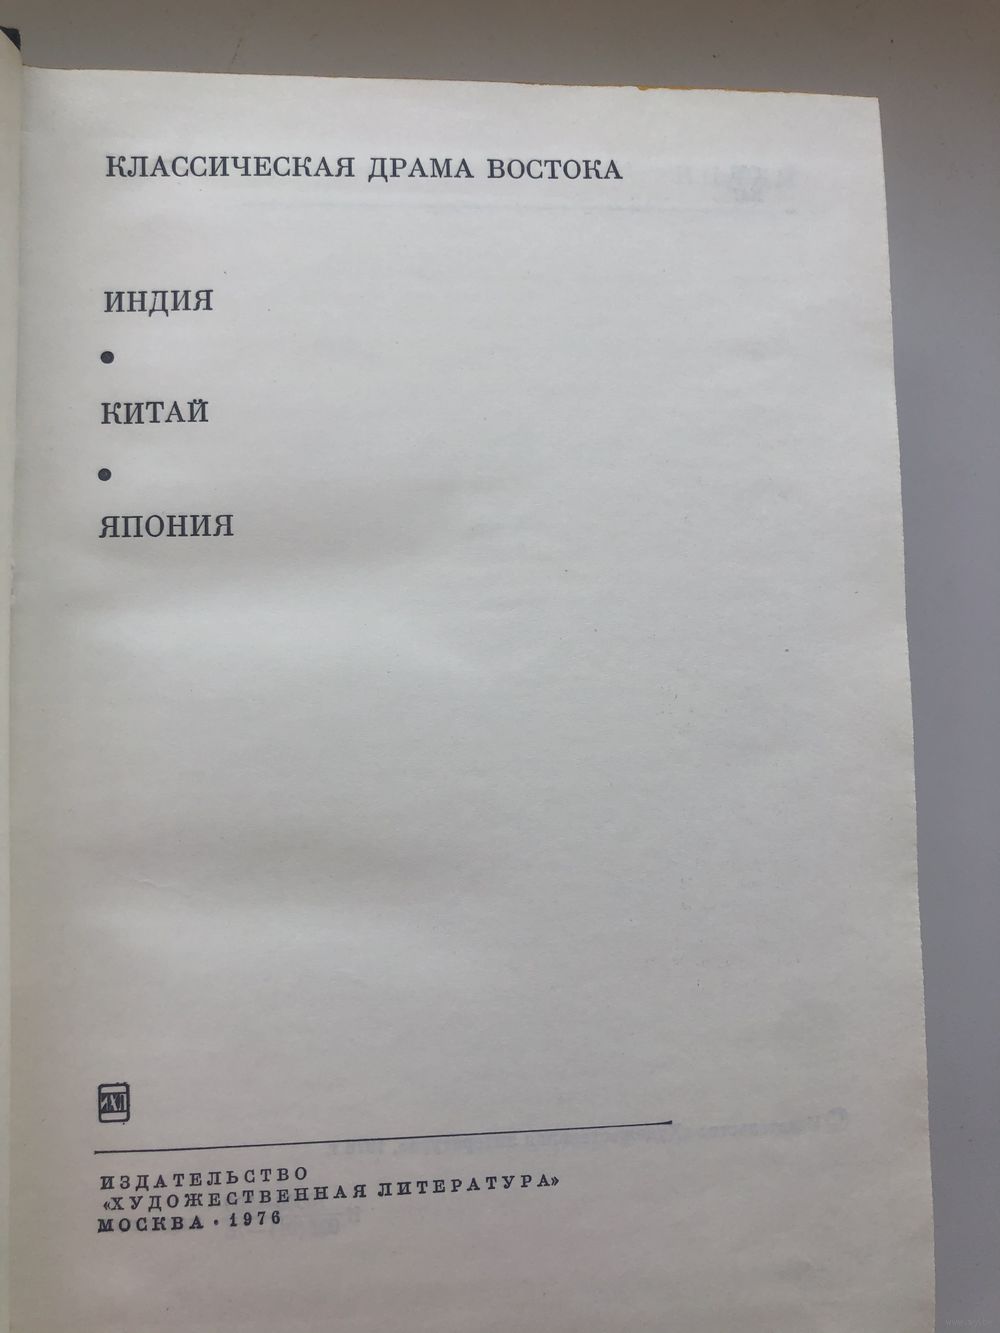 КЛАССИЧЕСКАЯ ДРАМА ВОСТОКА
ИНДИЯ
•
КИТАЙ
•
ЯПОНИЯ
ИЗДАТЕЛЬСТВО
«ХУДОЖЕСТВЕННАЯ ЛИТЕРАТУРА»
МОСКВА • 1976